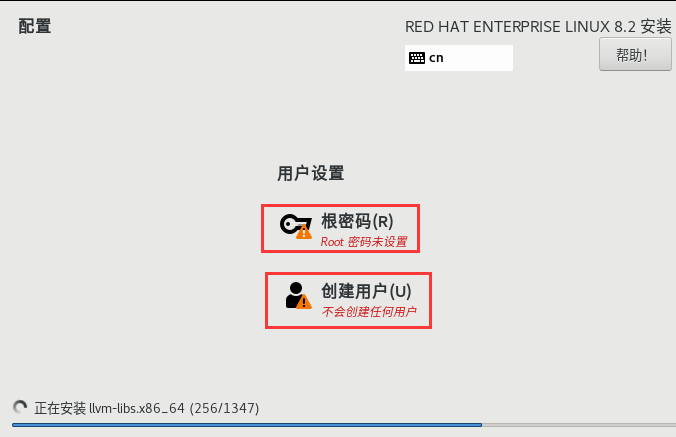 配置
RED HAT ENTERPRISE LINUX 8.2 安装
cn
帮助!
用户设置
根密码(R)
Root 密码未设置
创建用户(U)
不会创建任何用户
正在安装 llvm-libs.x86_64 (256/1347)